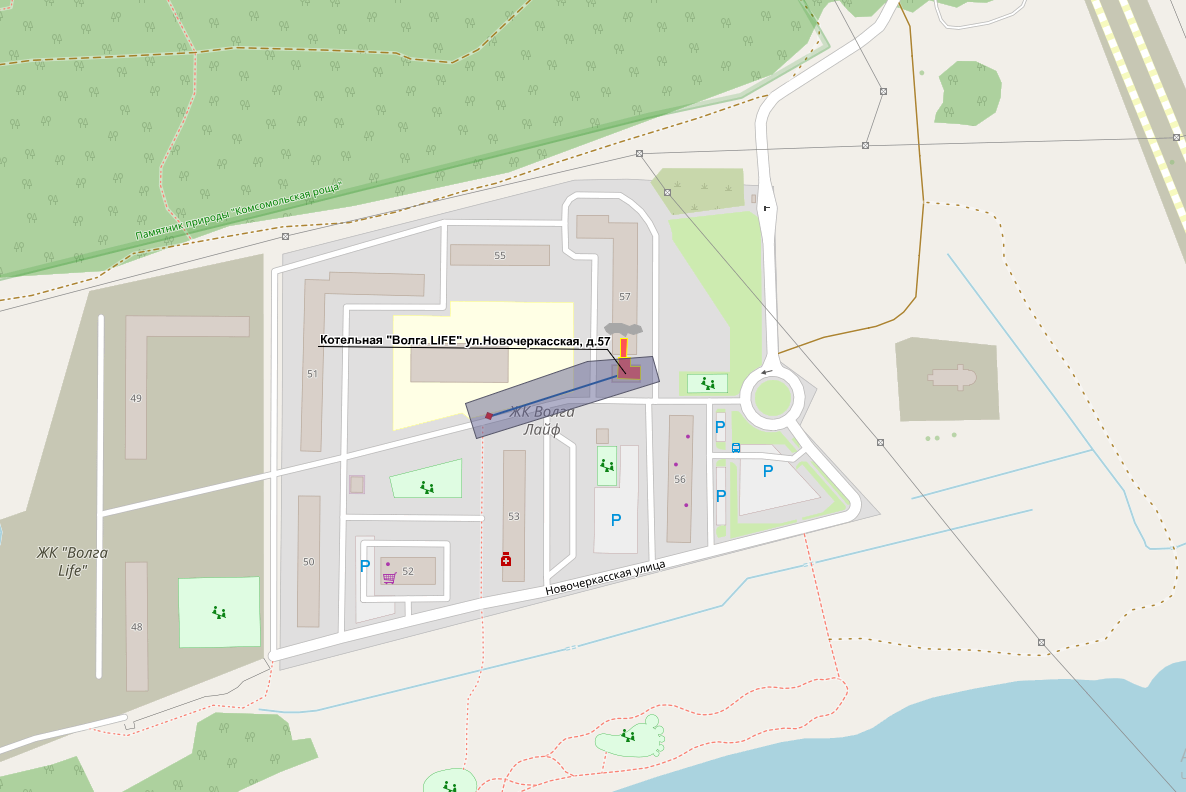 Памятник природы "Комсомольская роща"
55
57
Котельная "Волга LIFE" ул.Новочеркасская, д.57
51
49
ЖК Волга
Лайф
P
56
P
53
P
P
ЖК "Волга
Life"
50
P
52
Новочеркасская улица
48